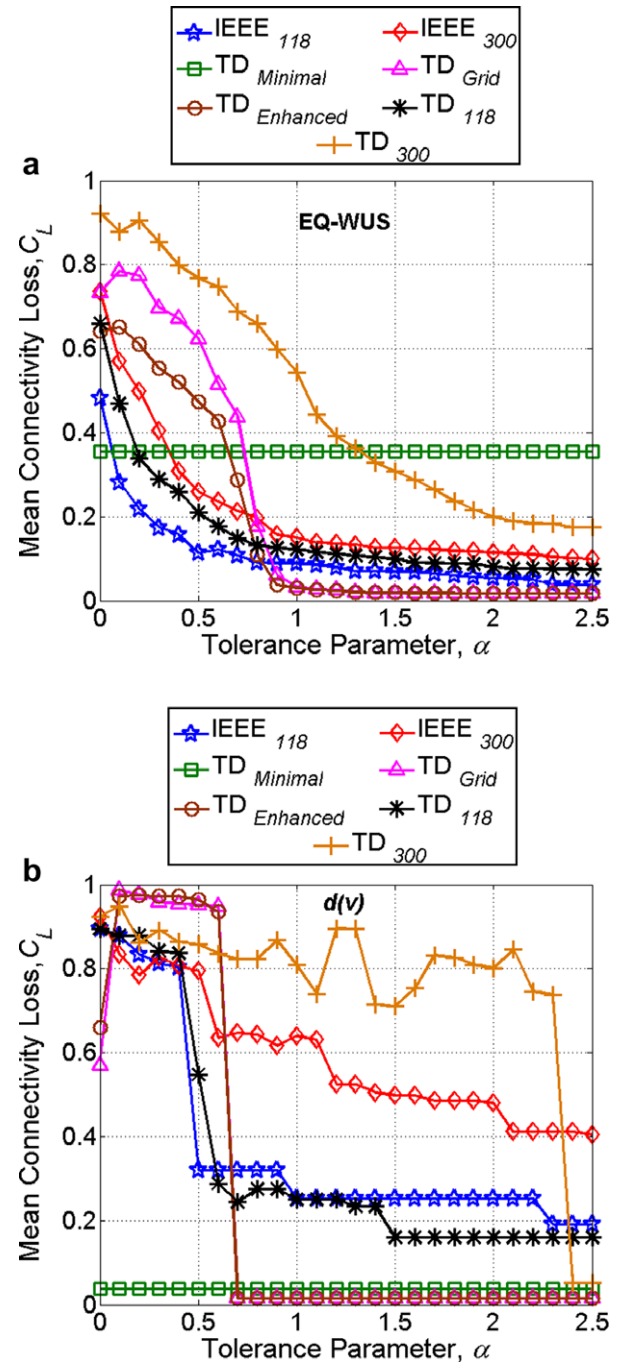 IEEE 118 IEEE 300
TD Minimal TD Grid
TD Enhanced TD 118
TD 300
a
EQ-WUS
Mean Connectivity Loss, C_L
1
0.8
0.6
0.4
0.2
0
0 0.5 1 1.5 2 2.5
Tolerance Parameter, α
IEEE 118 IEEE 300
TD Minimal TD Grid
TD Enhanced TD 118
TD 300
b
d(v)
Mean Connectivity Loss, C_L
1
0.8
0.6
0.4
0.2
0
0 0.5 1 1.5 2 2.5
Tolerance Parameter, α